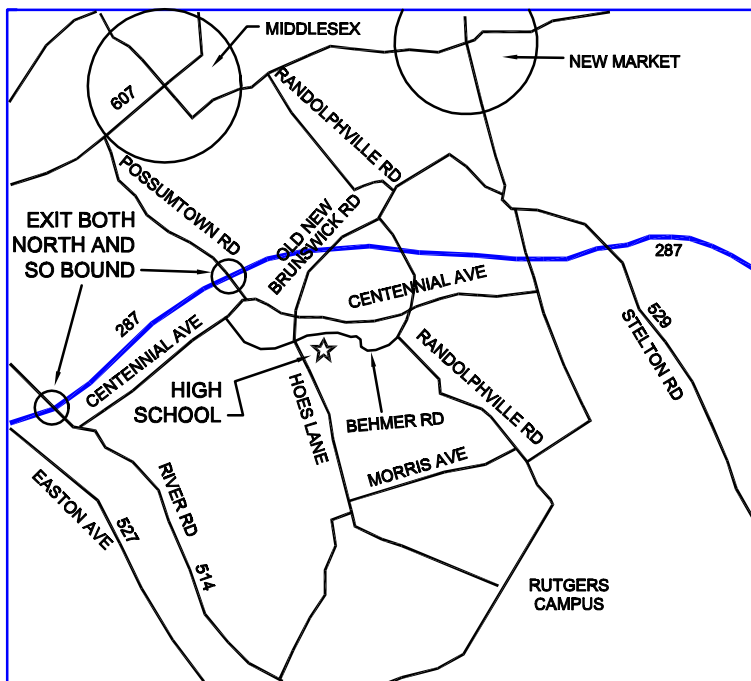 MIDDLESEX
NEW MARKET
607
RANDOLPHVILLE RD
POSSUMTOWN RD
EXIT BOTH
NORTH AND
SO BOUND
OLD NEW
BRUNSWICK RD
287
CENTENNIAL AVE
287
CENTENNIAL AVE
529
STELTON RD
HIGH
SCHOOL
HOES LANE
BEHMER RD
RANDOLPHVILLE RD
MORRIS AVE
EASTON AVE
527
RIVER RD
514
RUTGERS
CAMPUS